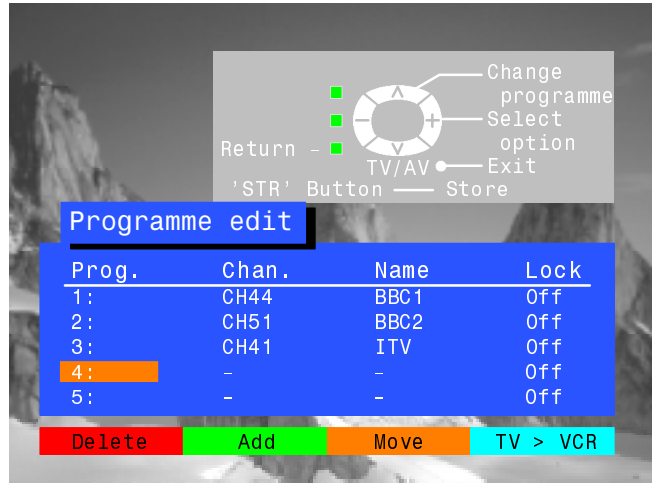 Change
programme
Select
option
Return –
TV/AV
Exit
'STR' Button — Store
Programme edit
Prog. Chan. Name Lock
1: CH44 BBC1 Off
2: CH51 BBC2 Off
3: CH41 ITV Off
4: – – Off
5: – – Off
Delete Add Move TV > VCR